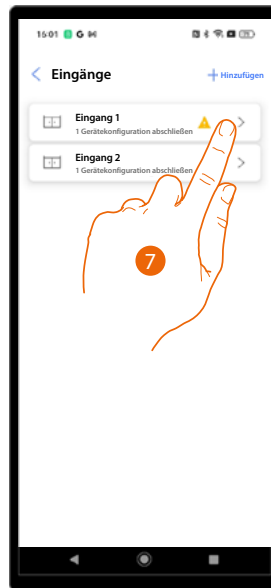 16:01 G
Eingänge
Hinzufügen
Eingang 1
1 Gerätekonfiguration abschließen
Eingang 2
1 Gerätekonfiguration abschließen
7